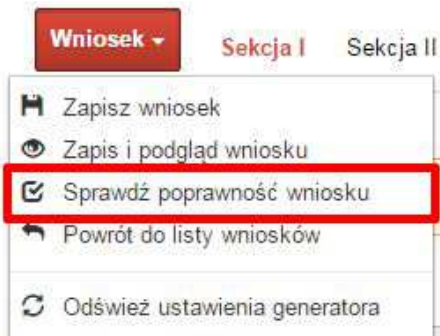 Wniosek Sekcja I Sekcja II
Zapisz wniosek
Zapis i podgląd wniosku
Sprawdź poprawność wniosku
Powrót do listy wniosków
Odśwież ustawienia generatora